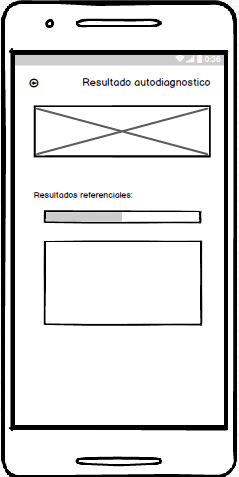 0:36
Resultado autodiagnostico
Resultados referenciales: